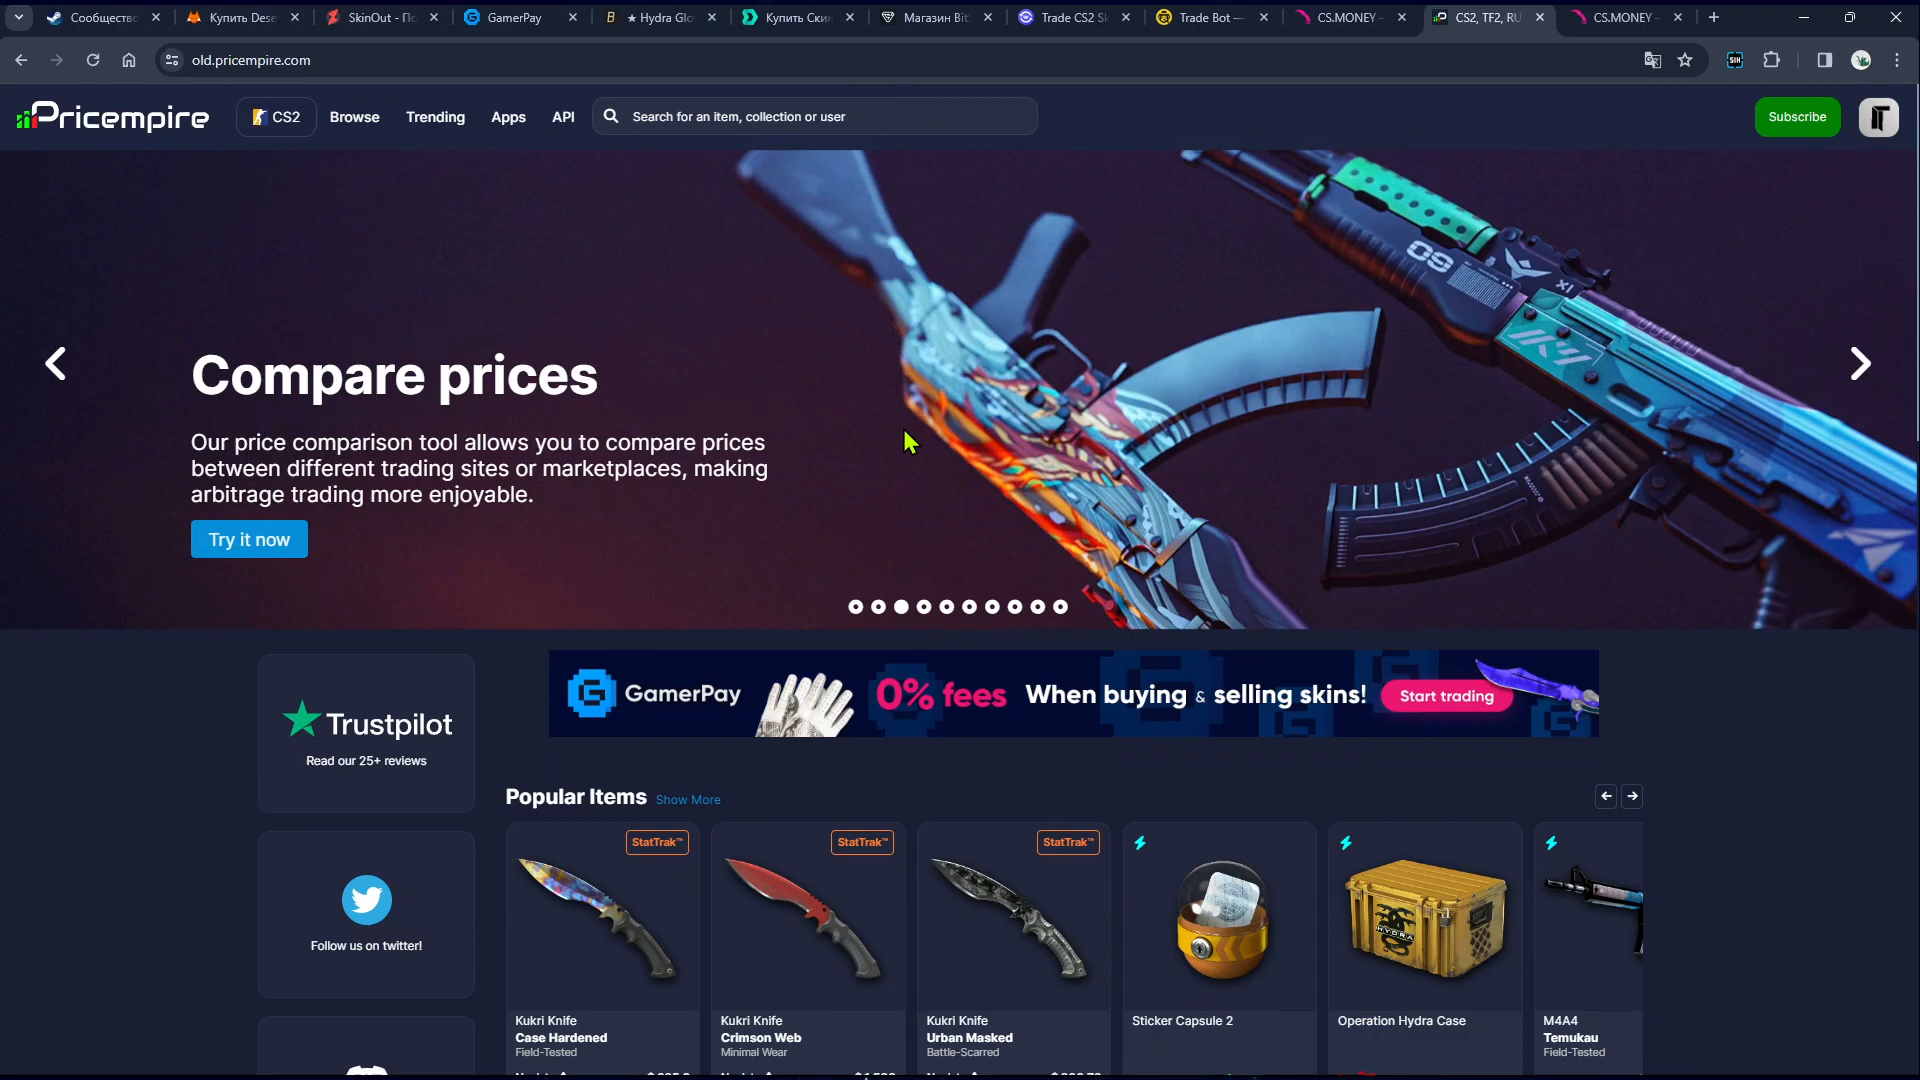 Сообщество
Купить Dese
SkinOut - По
GamerPay
★ Hydra Glo
Купить Скин
Магазин Bit
Trade CS2 Sk
Trade Bot —
CS.MONEY -
CS2, TF2, RU
CS.MONEY -
old.pricempire.com
SIH
Pricempire
CS2
Browse
Trending
Apps
API
Search for an item, collection or user
Subscribe
Compare prices
Our price comparison tool allows you to compare prices
between different trading sites or marketplaces, making
arbitrage trading more enjoyable.
Try it now
Trustpilot
Read our 25+ reviews
GamerPay
0% fees When buying & selling skins!
Start trading
Popular Items
Show More
Follow us on twitter!
StatTrak™
StatTrak™
StatTrak™
HYDRA
Kukri Knife
Case Hardened
Field-Tested
Kukri Knife
Crimson Web
Minimal Wear
Kukri Knife
Urban Masked
Battle-Scarred
Sticker Capsule 2
Operation Hydra Case
M4A4
Temukau
Field-Tested